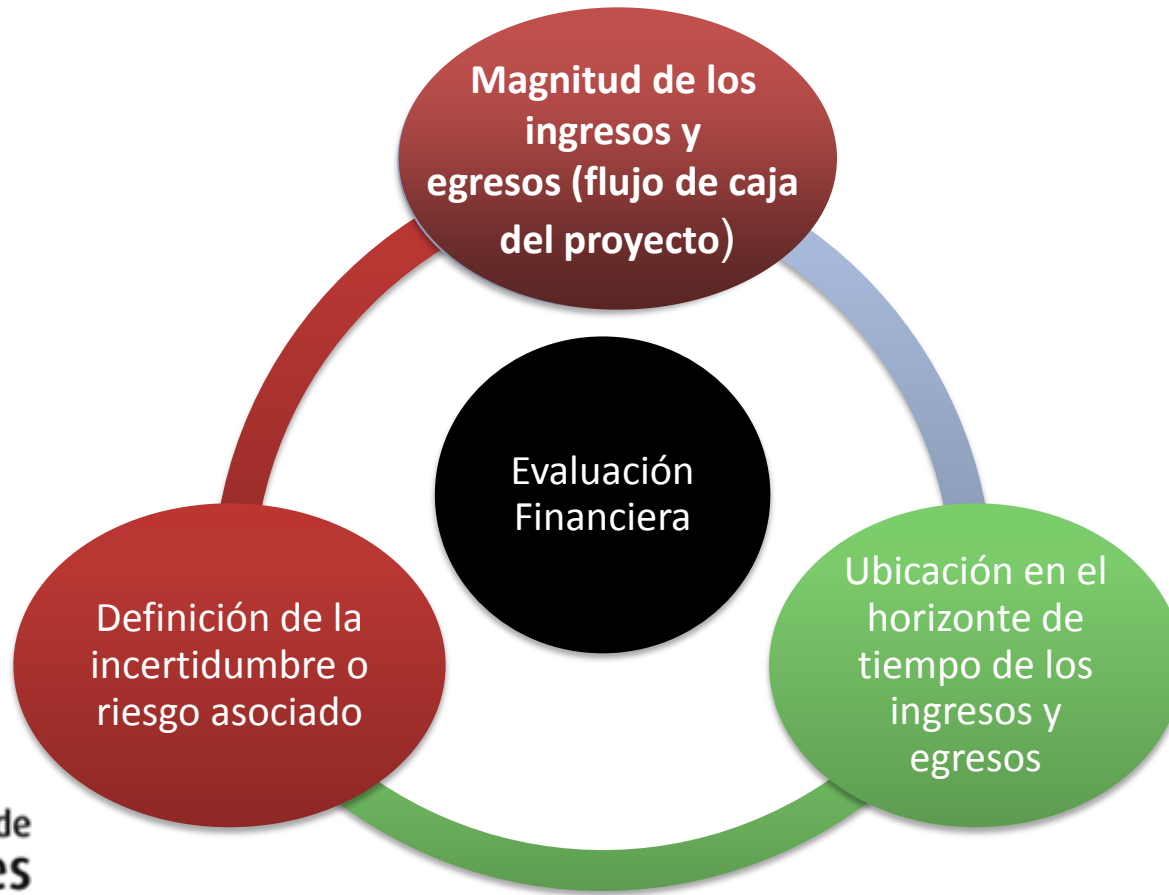 Magnitud de los
ingresos y
egresos (flujo de caja
del proyecto)
Evaluación
Financiera
Definición de la
incertidumbre o
riesgo asociado
Ubicación en el
horizonte de
tiempo de los
ingresos y
egresos
de
es